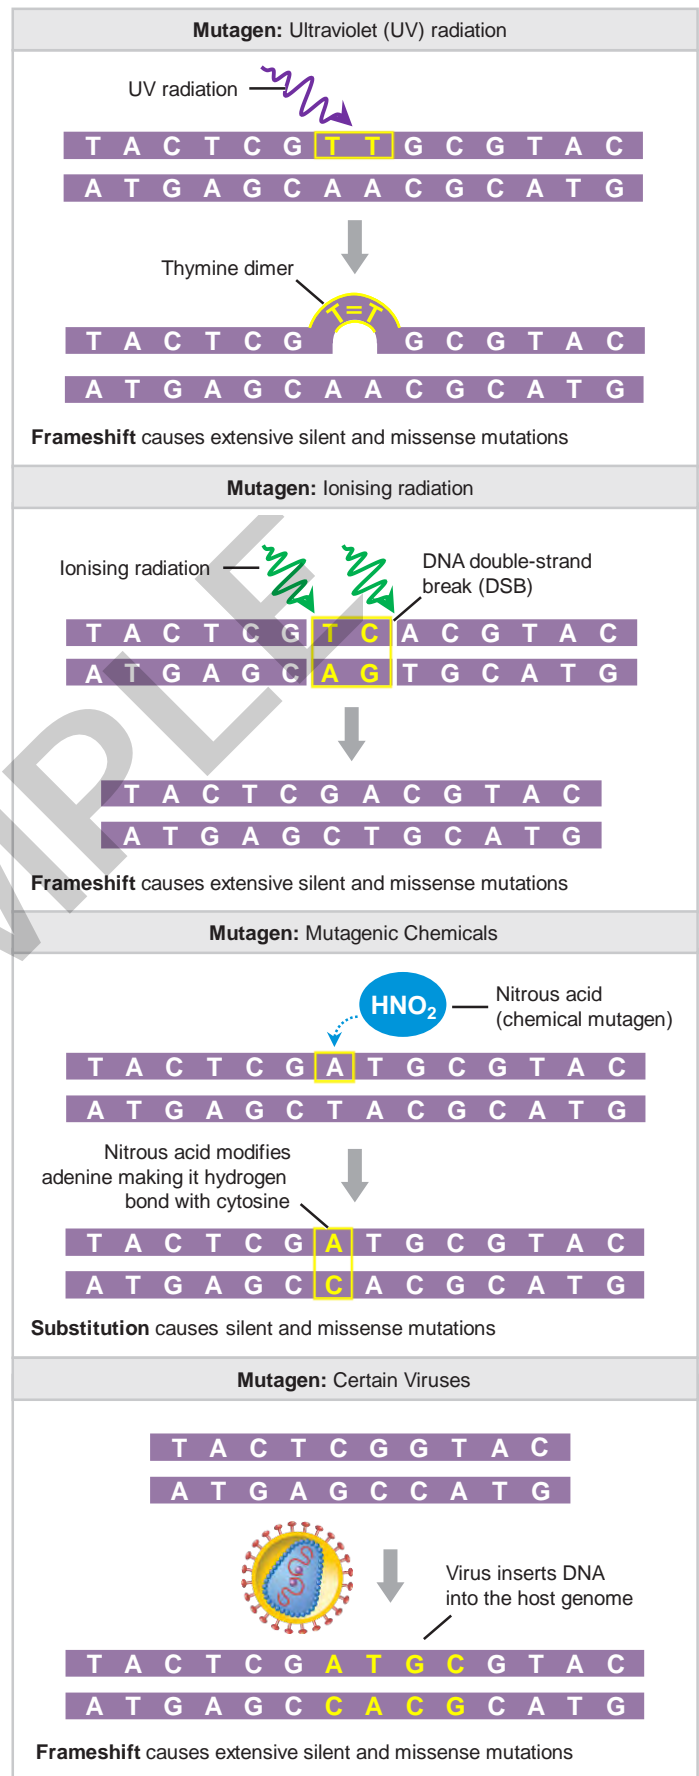 Mutagen: Ultraviolet (UV) radiation
UV radiation
T A C T C G T T G C G T A C
A T G A G C A A C G C A T G
Thymine dimer
T=T
T A C T C G G C G T A C
A T G A G C A A C G C A T G
Frameshift causes extensive silent and missense mutations
Mutagen: Ionising radiation
Ionising radiation
DNA double-strand
break (DSB)
T A C T C G T C A C G T A C
A T G A G C A G T G C A T G
T A C T C G A C G T A C
A T G A G C T G C A T G
Frameshift causes extensive silent and missense mutations
Mutagen: Mutagenic Chemicals
HNO₂
Nitrous acid
(chemical mutagen)
T A C T C G A T G C G T A C
A T G A G C T A C G C A T G
Nitrous acid modifies
adenine making it hydrogen
bond with cytosine
T A C T C G A T G C G T A C
A T G A G C C A C G C A T G
Substitution causes silent and missense mutations
Mutagen: Certain Viruses
T A C T C G G T A C
A T G A G C C A T G
Virus inserts DNA
into the host genome
T A C T C G A T G C G T A C
A T G A G C C A C G C A T G
Frameshift causes extensive silent and missense mutations
MPLE